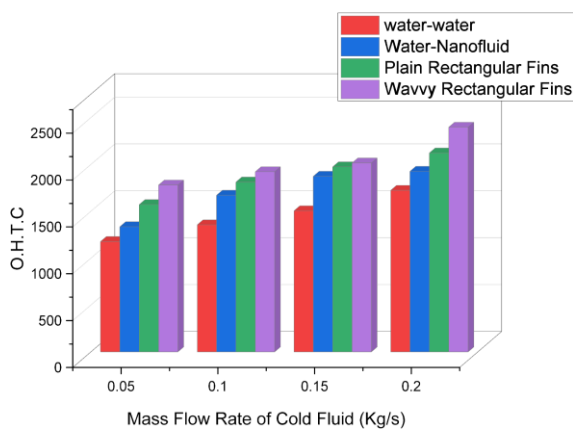 water-water
Water-Nanofluid
Plain Rectangular Fins
Wavvy Rectangular Fins
2500
2000
1500
1000
500
0
O.H.T.C
0.05 0.1 0.15 0.2
Mass Flow Rate of Cold Fluid (Kg/s)